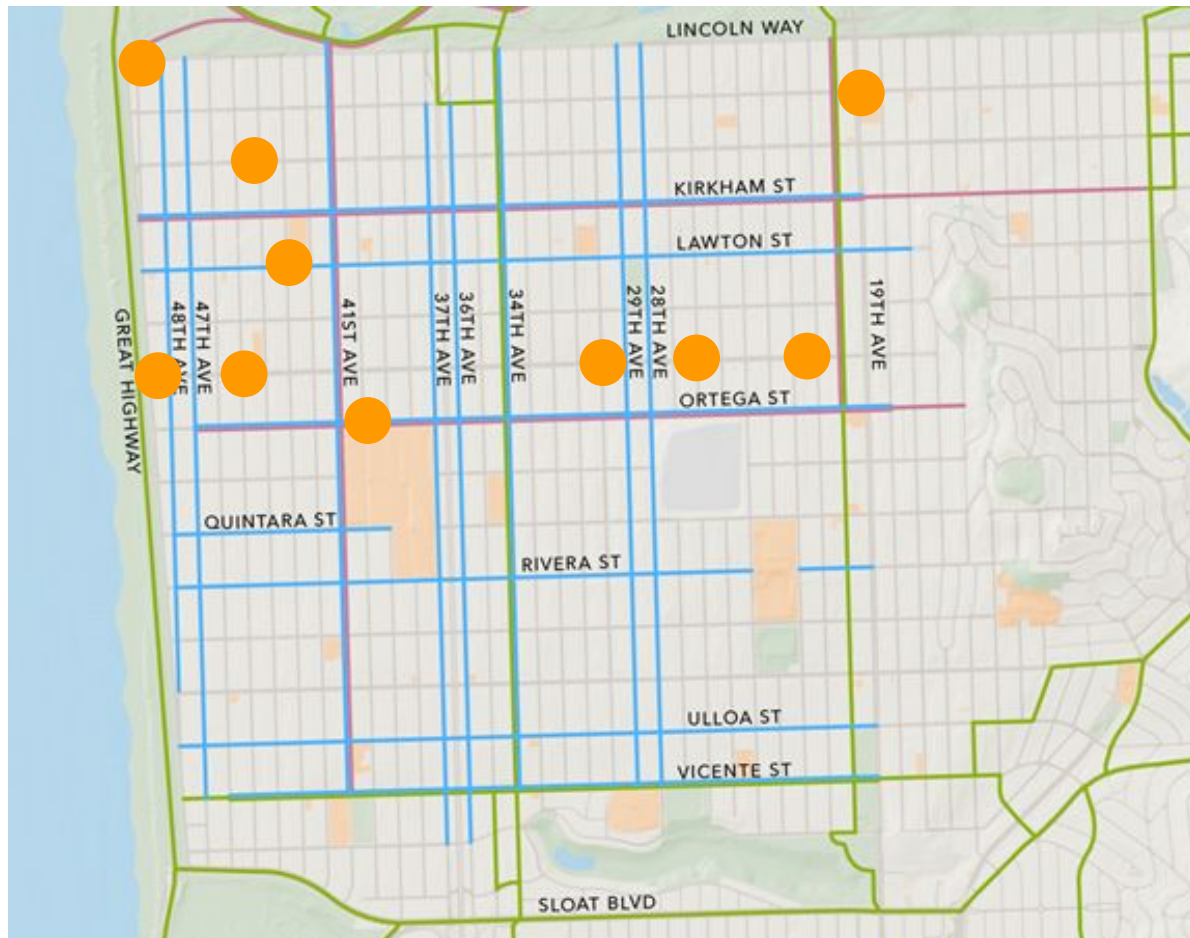 LINCOLN WAY
KIRKHAM ST
LAWTON ST
GREAT HIGHWAY
48TH AVE
47TH AVE
41ST AVE
37TH AVE
36TH AVE
34TH AVE
29TH AVE
28TH AVE
19TH AVE
ORTEGA ST
QUINTARA ST
RIVERA ST
ULLOA ST
VICENTE ST
SLOAT BLVD